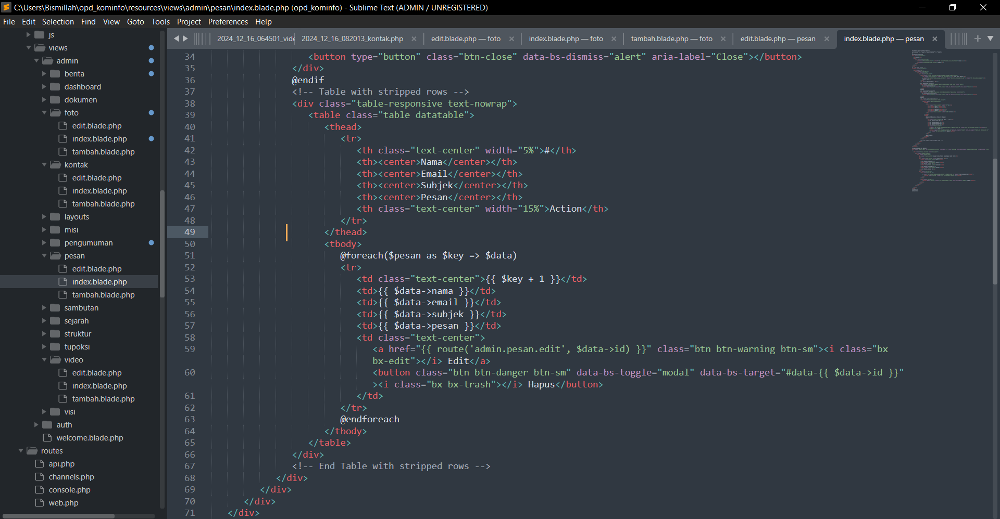 C:\Users\Bismillah\opd_kominfo\resources\views\admin\pesan\index.blade.php (opd_kominfo) - Sublime Text (ADMIN / UNREGISTERED)
File Edit Selection Find View Goto Tools Project Preferences Help
js
views
admin
berita
dashboard
dokumen
foto
edit.blade.php
index.blade.php
tambah.blade.php
kontak
edit.blade.php
index.blade.php
tambah.blade.php
layouts
misi
pengumuman
pesan
edit.blade.php
index.blade.php
tambah.blade.php
sambutan
sejarah
struktur
tupoksi
video
edit.blade.php
index.blade.php
tambah.blade.php
visi
auth
welcome.blade.php
routes
api.php
channels.php
console.php
web.php
2024_12_16_064501_vide 2024_12_16_082013_kontak.php edit.blade.php — foto index.blade.php — foto tambah.blade.php — foto edit.blade.php — pesan index.blade.php — pesan
34 <button type="button" class="btn-close" data-bs-dismiss="alert" aria-label="Close"></button>
35 </div>
36 @endif
37 <!-- Table with stripped rows -->
38 <div class="table-responsive text-nowrap">
39 <table class="table datatable">
40 <thead>
41 <tr>
42 <th class="text-center" width="5%">#</th>
43 <th><center>Nama</center></th>
44 <th><center>Email</center></th>
45 <th><center>Subjek</center></th>
46 <th><center>Pesan</center></th>
47 <th class="text-center" width="15%">Action</th>
48 </tr>
49 </thead>
50 <tbody>
51 @foreach($pesan as $key => $data)
52 <tr>
53 <td class="text-center">{{ $key + 1 }}</td>
54 <td>{{ $data->nama }}</td>
55 <td>{{ $data->email }}</td>
56 <td>{{ $data->subjek }}</td>
57 <td>{{ $data->pesan }}</td>
58 <td class="text-center">
59 <a href="{{ route('admin.pesan.edit', $data->id) }}" class="btn btn-warning btn-sm"><i class="bx
bx-edit"></i> Edit</a>
60 <button class="btn btn-danger btn-sm" data-bs-toggle="modal" data-bs-target="#data-{{ $data->id }}"
><i class="bx bx-trash"></i> Hapus</button>
61 </td>
62 </tr>
63 @endforeach
64 </tbody>
65 </table>
66 </div>
67 <!-- End Table with stripped rows -->
68 </div>
69 </div>
70 </div>
71 </div>